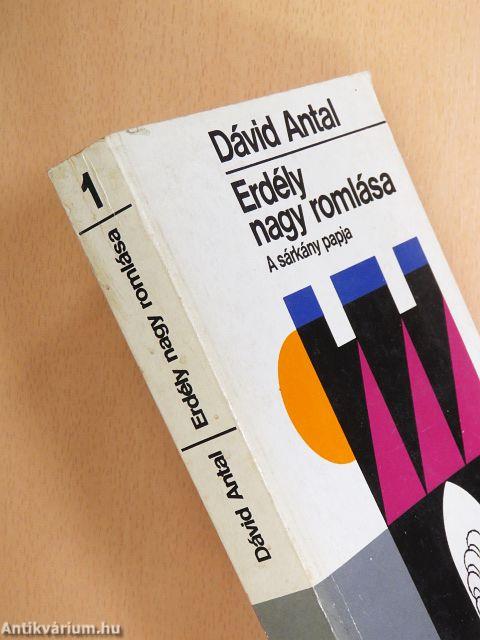 Dávid Antal
Erdély
nagy romlása
A sárkány papja
1
Erdély nagy romlása
Dávid Antal
Antikvárium.hu